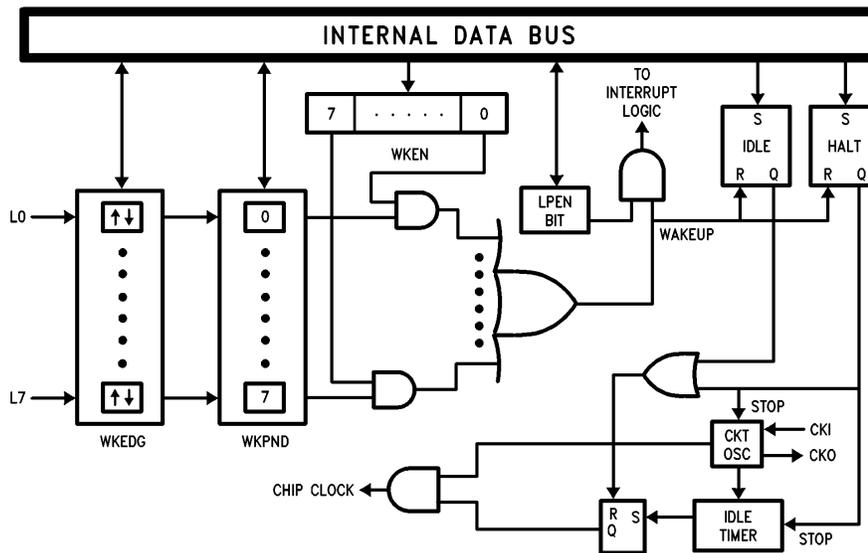 INTERNAL DATA BUS
TO
INTERRUPT
LOGIC
7 · · · · · 0
WKEN
S
IDLE
R Q
S
HALT
R Q
LPEN
BIT
WAKEUP
L0
↑↓
0
L7
↑↓
7
WKEDG
WKPND
STOP
CKT
OSC
CKI
CKO
CHIP CLOCK
R S
Q
IDLE
TIMER
STOP